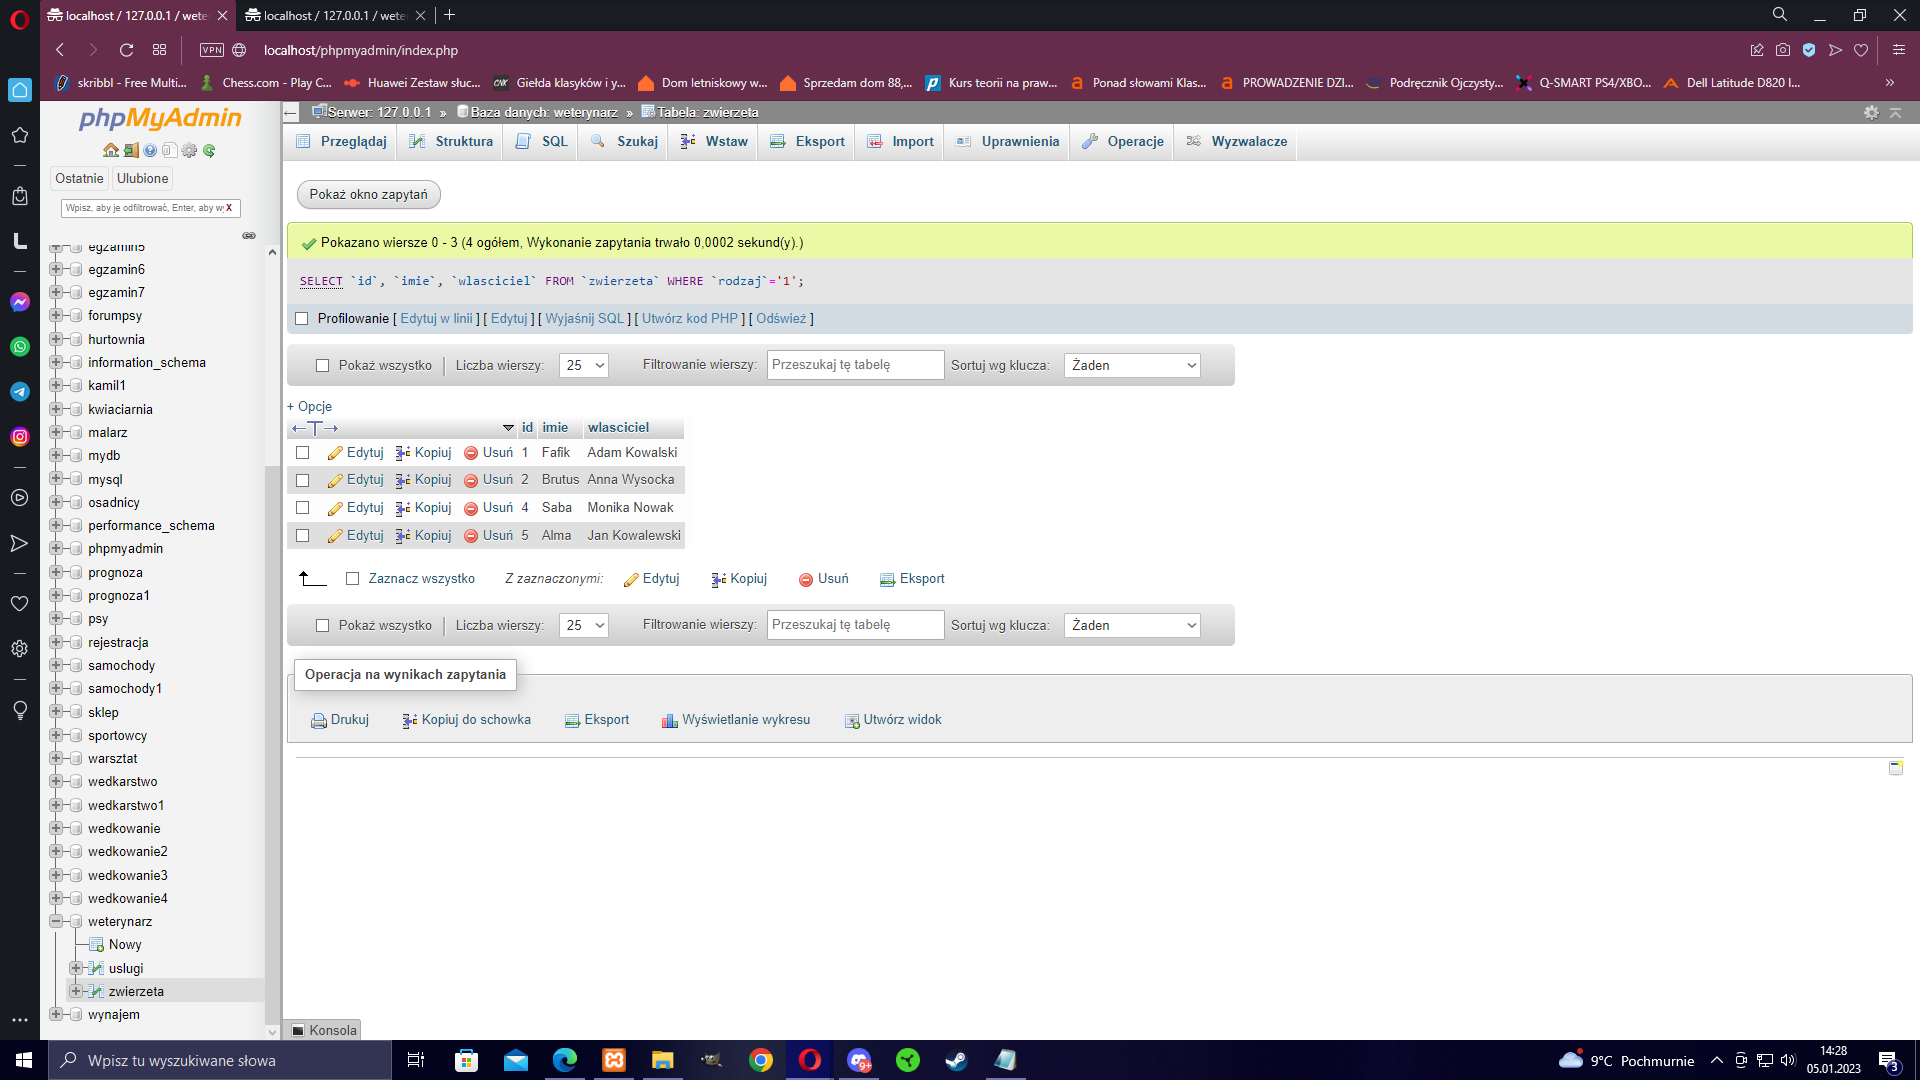 localhost / 127.0.0.1 / wete
localhost / 127.0.0.1 / wete
VPN
localhost/phpmyadmin/index.php
skribbl - Free Multi...
Chess.com - Play C...
Huawei Zestaw słuc...
Giełda klasyków i y...
Dom letniskowy w...
Sprzedam dom 88,...
Kurs teorii na praw...
Ponad słowami Klas...
PROWADZENIE DZI...
Podręcznik Ojczysty...
Q-SMART PS4/XBO...
Dell Latitude D820 I...
»
phpMyAdmin
Ostatnie
Ulubione
Wpisz, aby je odfiltrować, Enter, aby wy
X
egzamin5
egzamin6
egzamin7
forumpsy
hurtownia
information_schema
kamil1
kwiaciarnia
malarz
mydb
mysql
osadnicy
performance_schema
phpmyadmin
prognoza
prognoza1
psy
rejestracja
samochody
samochody1
sklep
sportowcy
warsztat
wedkarstwo
wedkarstwo1
wedkowanie
wedkowanie2
wedkowanie3
wedkowanie4
weterynarz
Nowy
uslugi
zwierzeta
wynajem
Serwer: 127.0.0.1 » Baza danych: weterynarz » Tabela: zwierzeta
Przeglądaj
Struktura
SQL
Szukaj
Wstaw
Eksport
Import
Uprawnienia
Operacje
Wyzwalacze
Pokaż okno zapytań
Pokazano wiersze 0 - 3 (4 ogółem, Wykonanie zapytania trwało 0,0002 sekund(y).)
SELECT `id`, `imie`, `wlasciciel` FROM `zwierzeta` WHERE `rodzaj`='1';
Profilowanie [ Edytuj w linii ] [ Edytuj ] [ Wyjaśnij SQL ] [ Utwórz kod PHP ] [ Odśwież ]
Pokaż wszystko
Liczba wierszy: 25
Filtrowanie wierszy: Przeszukaj tę tabelę
Sortuj wg klucza: Żaden
+ Opcje
id imie wlasciciel
Edytuj Kopiuj Usuń 1 Fafik Adam Kowalski
Edytuj Kopiuj Usuń 2 Brutus Anna Wysocka
Edytuj Kopiuj Usuń 4 Saba Monika Nowak
Edytuj Kopiuj Usuń 5 Alma Jan Kowalewski
Zaznacz wszystko Z zaznaczonymi: Edytuj Kopiuj Usuń Eksport
Pokaż wszystko
Liczba wierszy: 25
Filtrowanie wierszy: Przeszukaj tę tabelę
Sortuj wg klucza: Żaden
Operacja na wynikach zapytania
Drukuj Kopiuj do schowka Eksport Wyświetlanie wykresu Utwórz widok
Konsola
Wpisz tu wyszukiwane słowa
9+
9°C Pochmurnie
14:28
05.01.2023
3